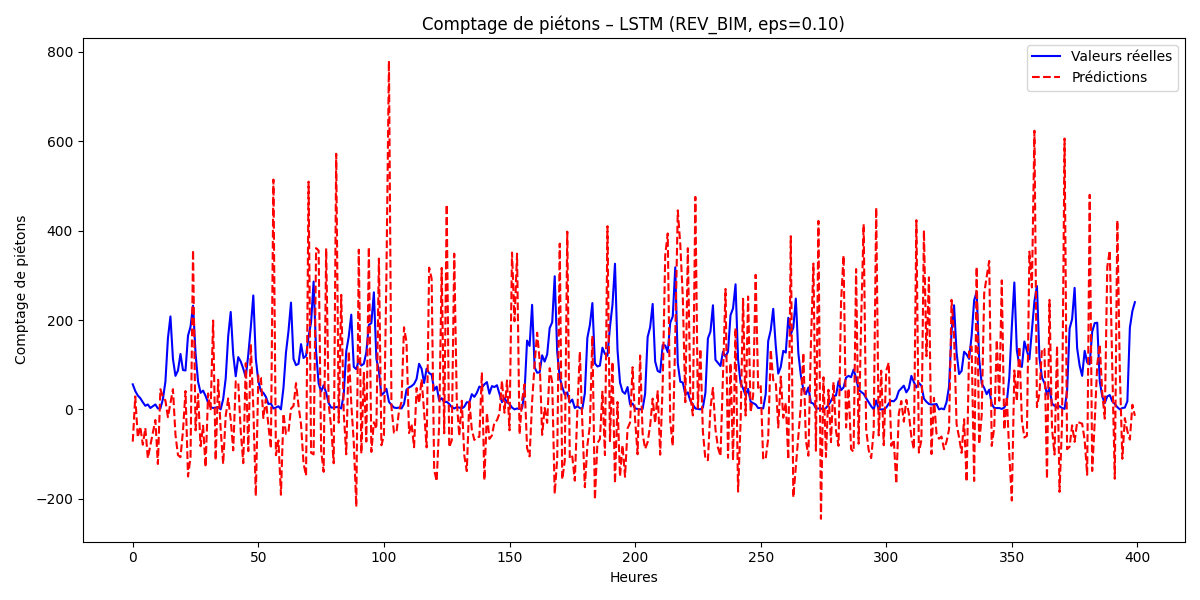 Comptage de piétons – LSTM (REV_BIM, eps=0.10)
Valeurs réelles
Prédictions
Comptage de piétons
800
600
400
200
0
−200
0 50 100 150 200 250 300 350 400
Heures